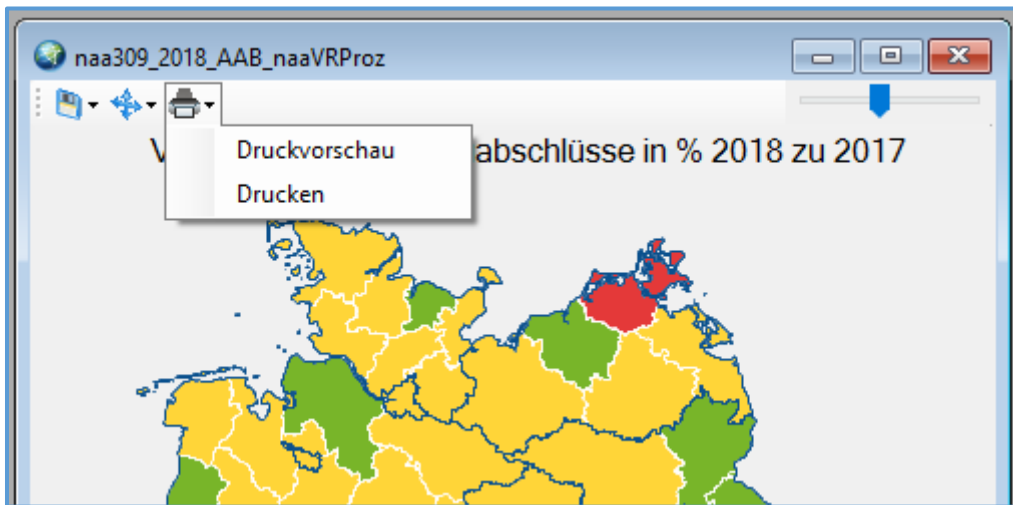 naa309_2018_AAB_naaVRProz
Druckvorschau
Drucken
abschlüsse in % 2018 zu 2017